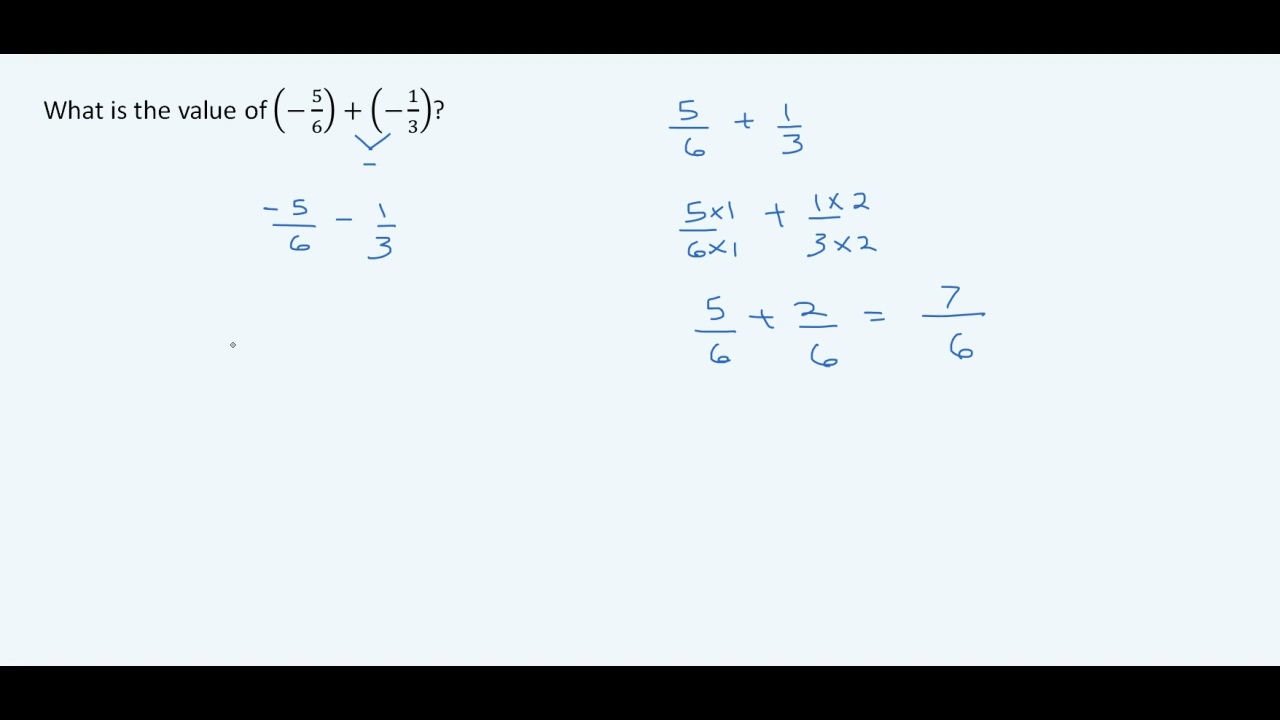 What is the value of (−5/6) + (−1/3)?
−
−5/6 − 1/3
5/6 + 1/3
5×1/6×1 + 1×2/3×2
5/6 + 2/6 = 7/6